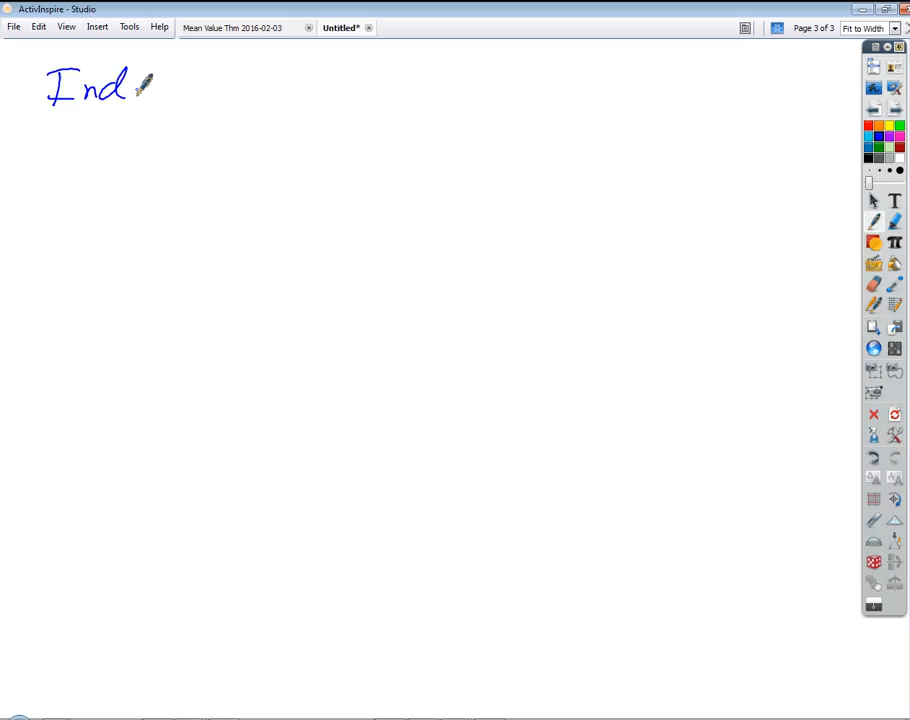 ActivInspire - Studio
File Edit View Insert Tools Help Mean Value Thm 2016-02-03 Untitled* Page 3 of 3 Fit to Width
Ind